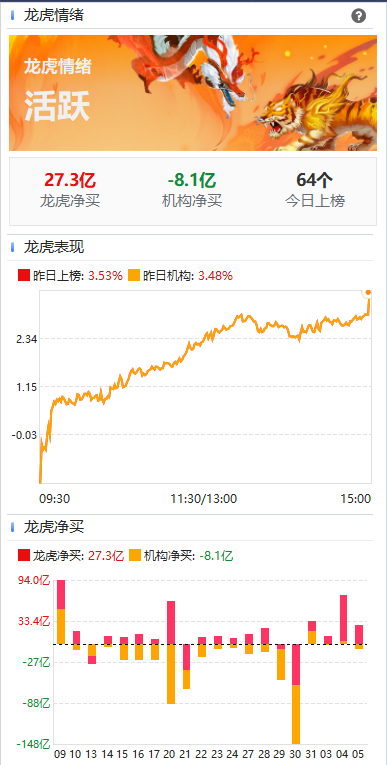 龙虎情绪
?
龙虎情绪
活跃
27.3亿 -8.1亿 64个
龙虎净买 机构净买 今日上榜
龙虎表现
昨日上榜: 3.53% 昨日机构: 3.48%
2.34
1.15
-0.03
09:30 11:30/13:00 15:00
龙虎净买
龙虎净买: 27.3亿 机构净买: -8.1亿
94.0亿
33.4亿
-27亿
-88亿
-148亿
09 10 13 14 15 16 17 20 21 22 23 24 27 28 29 30 31 03 04 05